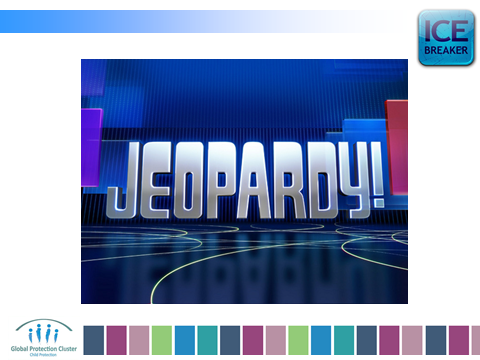 ICE
BREAKER
JEOPARDY!
Global Protection Cluster
Child Protection